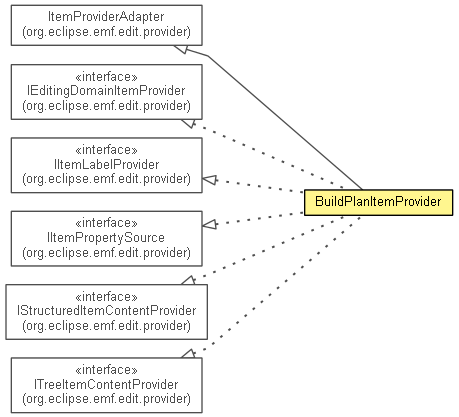 ItemProviderAdapter
(org.eclipse.emf.edit.provider)
«interface»
IEditingDomainItemProvider
(org.eclipse.emf.edit.provider)
«interface»
IItemLabelProvider
(org.eclipse.emf.edit.provider)
BuildPlanItemProvider
«interface»
IItemPropertySource
(org.eclipse.emf.edit.provider)
«interface»
IStructuredItemContentProvider
(org.eclipse.emf.edit.provider)
«interface»
ITreeItemContentProvider
(org.eclipse.emf.edit.provider)